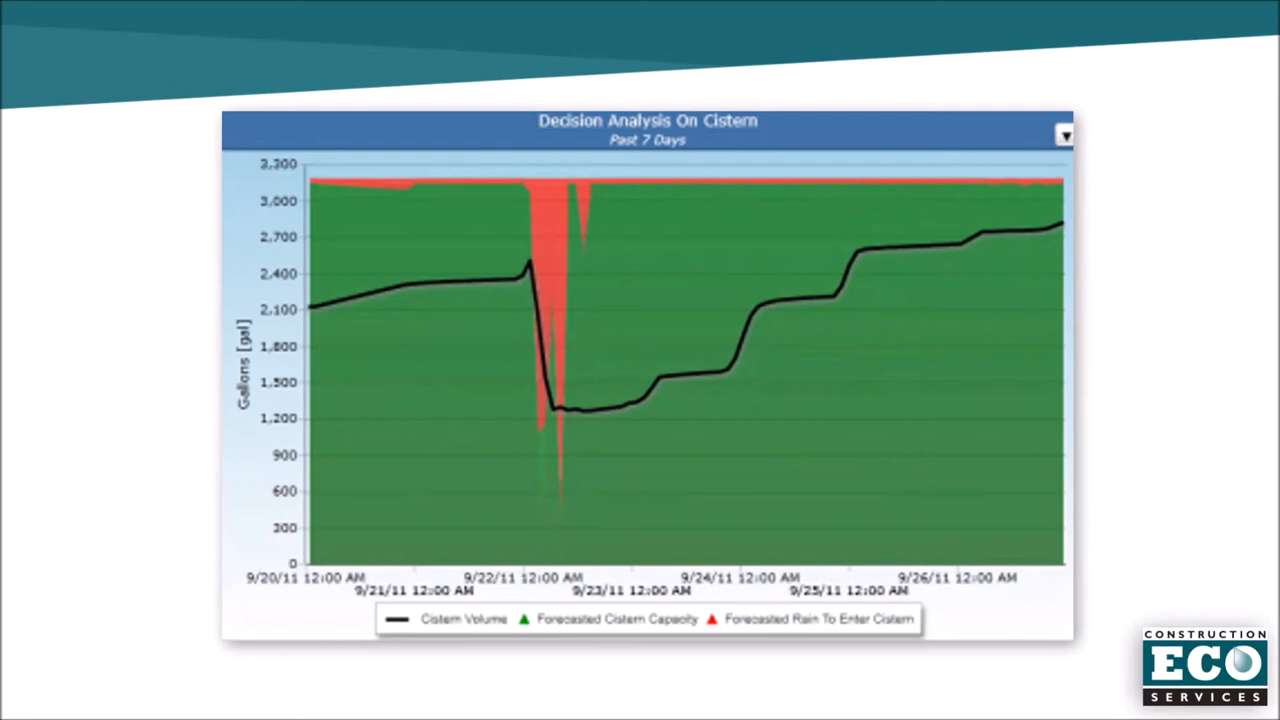 Decision Analysis On Cistern
Past 7 Days
3,300
3,000
2,700
2,400
2,100
1,800
1,500
1,200
900
600
300
0
Gallons [gal]
9/20/11 12:00 AM
9/21/11 12:00 AM
9/22/11 12:00 AM
9/23/11 12:00 AM
9/24/11 12:00 AM
9/25/11 12:00 AM
9/26/11 12:00 AM
Cistern Volume
Forecasted Cistern Capacity
Forecasted Rain To Enter Cistern
CONSTRUCTION
ECO
SERVICES